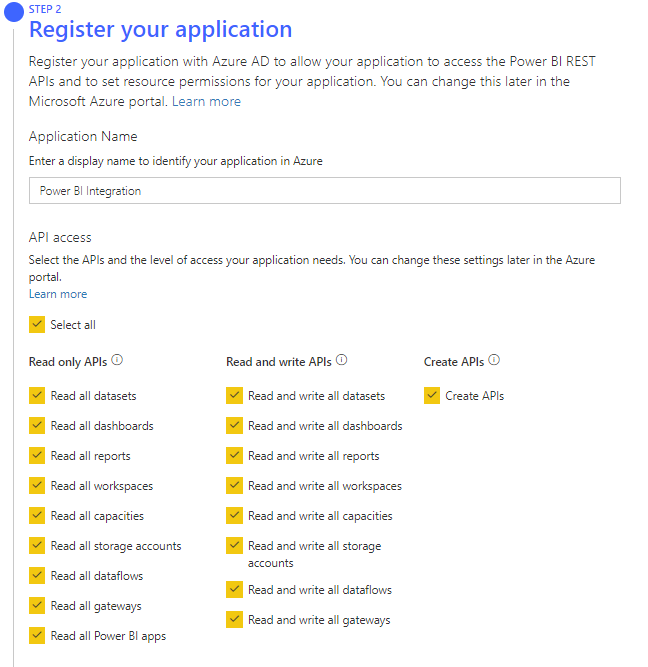 STEP 2
Register your application
Register your application with Azure AD to allow your application to access the Power BI REST
APIs and to set resource permissions for your application. You can change this later in the
Microsoft Azure portal. Learn more
Application Name
Enter a display name to identify your application in Azure
Power BI Integration
API access
Select the APIs and the level of access your application needs. You can change these settings later in the Azure
portal.
Learn more
Select all
Read only APIs
Read all datasets
Read all dashboards
Read all reports
Read all workspaces
Read all capacities
Read all storage accounts
Read all dataflows
Read all gateways
Read all Power BI apps
Read and write APIs
Read and write all datasets
Read and write all dashboards
Read and write all reports
Read and write all workspaces
Read and write all capacities
Read and write all storage
accounts
Read and write all dataflows
Read and write all gateways
Create APIs
Create APIs